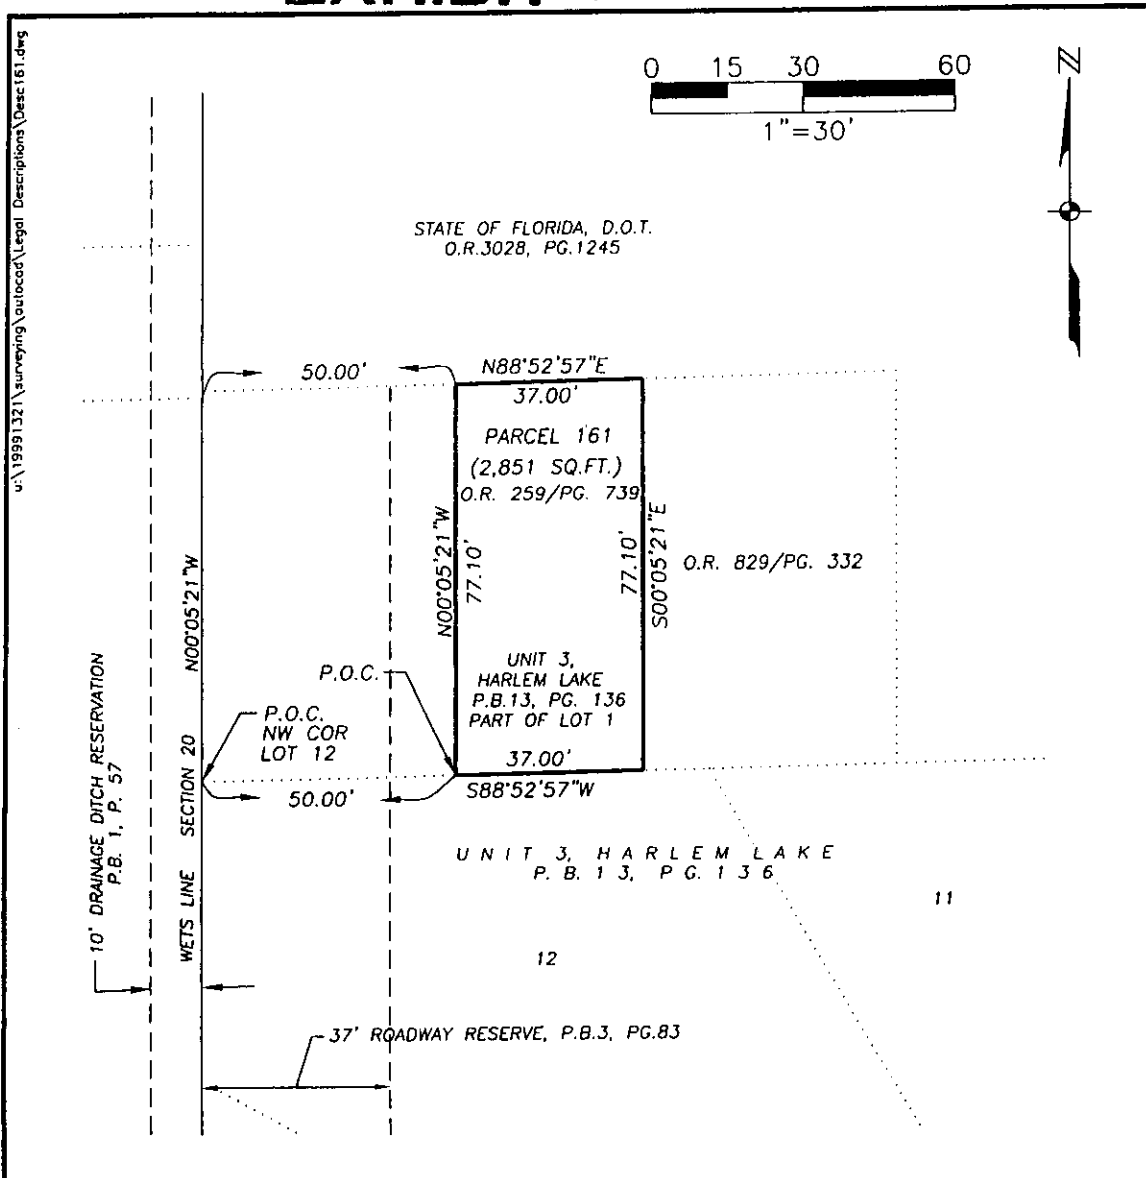 u:\19991321\surveying\autocad\Legal Descriptions\Desc161.dwg
0 15 30 60
1"=30'
N
STATE OF FLORIDA, D.O.T.
O.R.3028, PG.1245
50.00'
N88°52'57"E
37.00'
PARCEL 161
(2,851 SQ.FT.)
O.R. 259/PG. 739
N00°05'21"W
77.10'
77.10'
S00°05'21"E
O.R. 829/PG. 332
N00°05'21"W
WETS LINE SECTION 20
10' DRAINAGE DITCH RESERVATION
P.B. 1, P. 57
P.O.C.
UNIT 3,
HARLEM LAKE
P.B.13, PG. 136
PART OF LOT 1
P.O.C.
NW COR
LOT 12
37.00'
S88°52'57"W
50.00'
UNIT 3, HARLEM LAKE
P.B. 13, PG. 136
11
12
37' ROADWAY RESERVE, P.B.3, PG.83